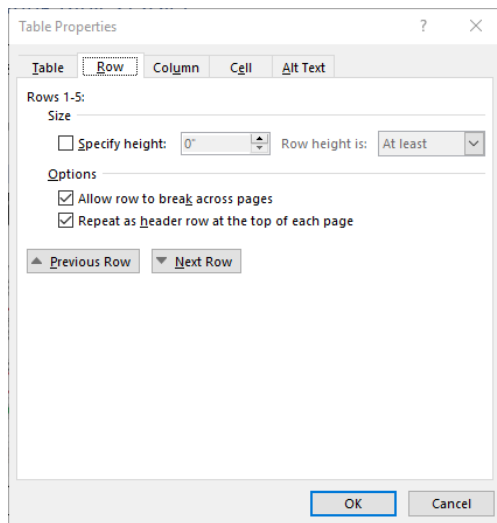 Table Properties ?
Table Row Column Cell Alt Text
Rows 1-5:
Size
Specify height: 0" Row height is: At least
Options
Allow row to break across pages
Repeat as header row at the top of each page
Previous Row Next Row
OK Cancel